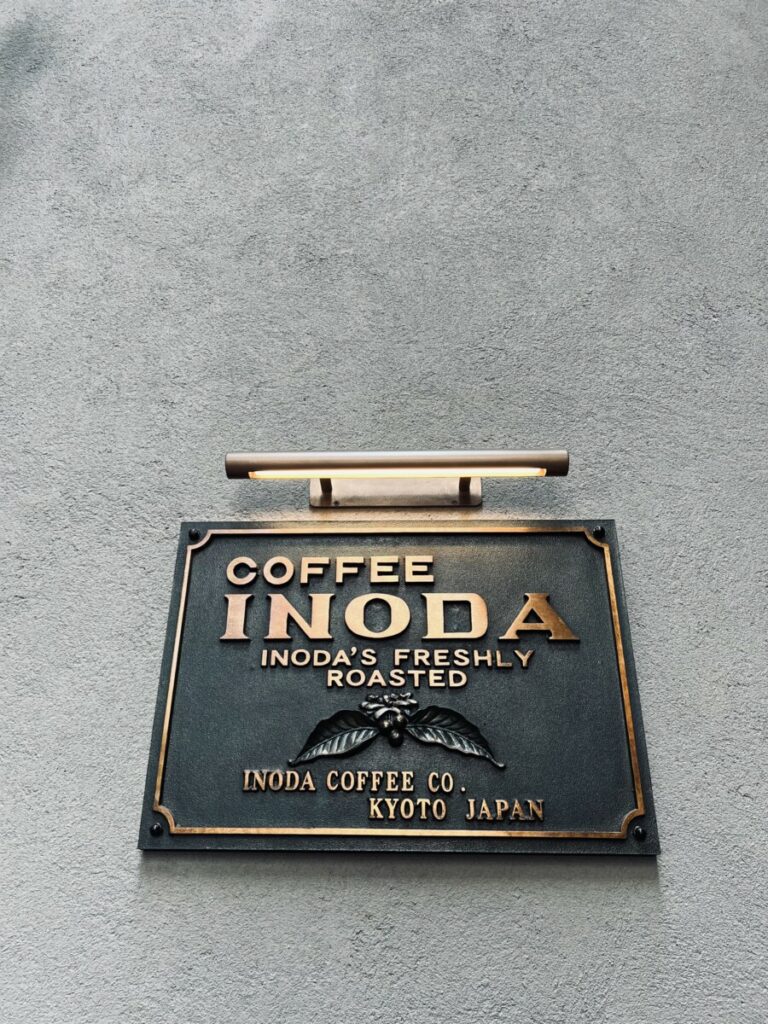 COFFEE
INODA
INODA'S FRESHLY
ROASTED
INODA COFFEE CO.
KYOTO JAPAN